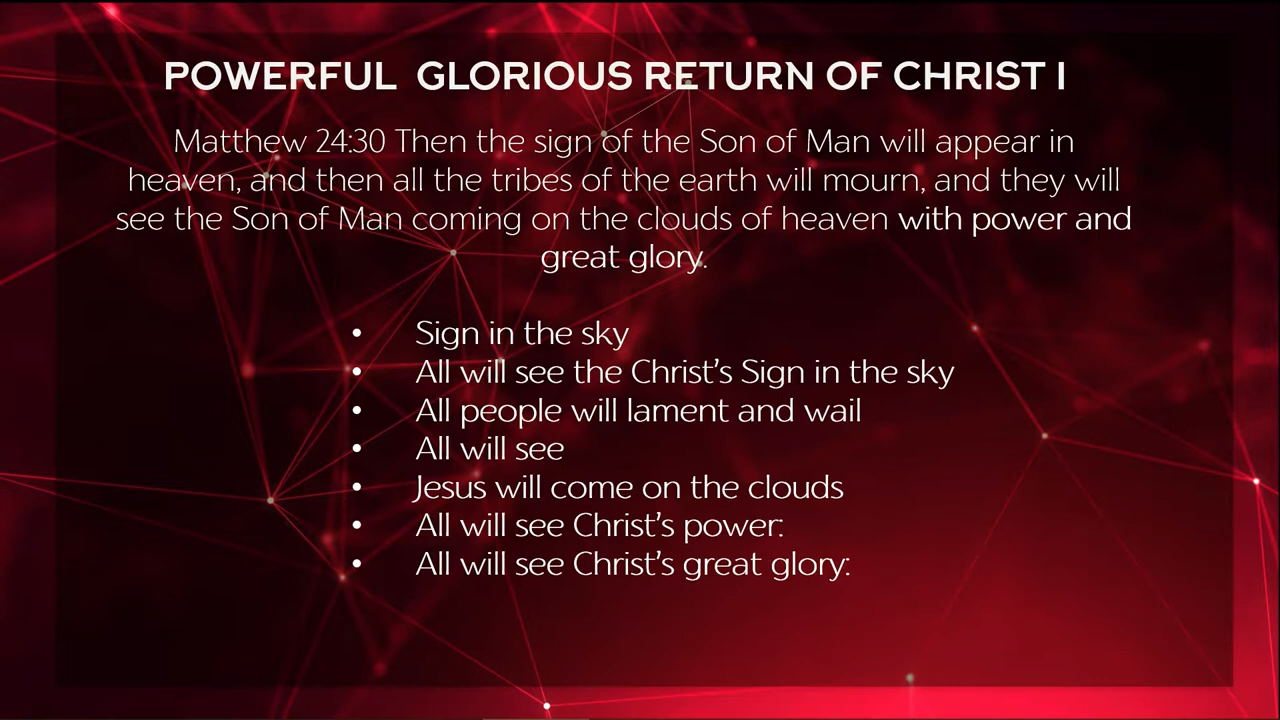 POWERFUL  GLORIOUS RETURN OF CHRIST I
Matthew 24:30 Then the sign of the Son of Man will appear in
heaven, and then all the tribes of the earth will mourn, and they will
see the Son of Man coming on the clouds of heaven with power and
great glory.
• Sign in the sky
• All will see the Christ’s Sign in the sky
• All people will lament and wail
• All will see
• Jesus will come on the clouds
• All will see Christ’s power:
• All will see Christ’s great glory: